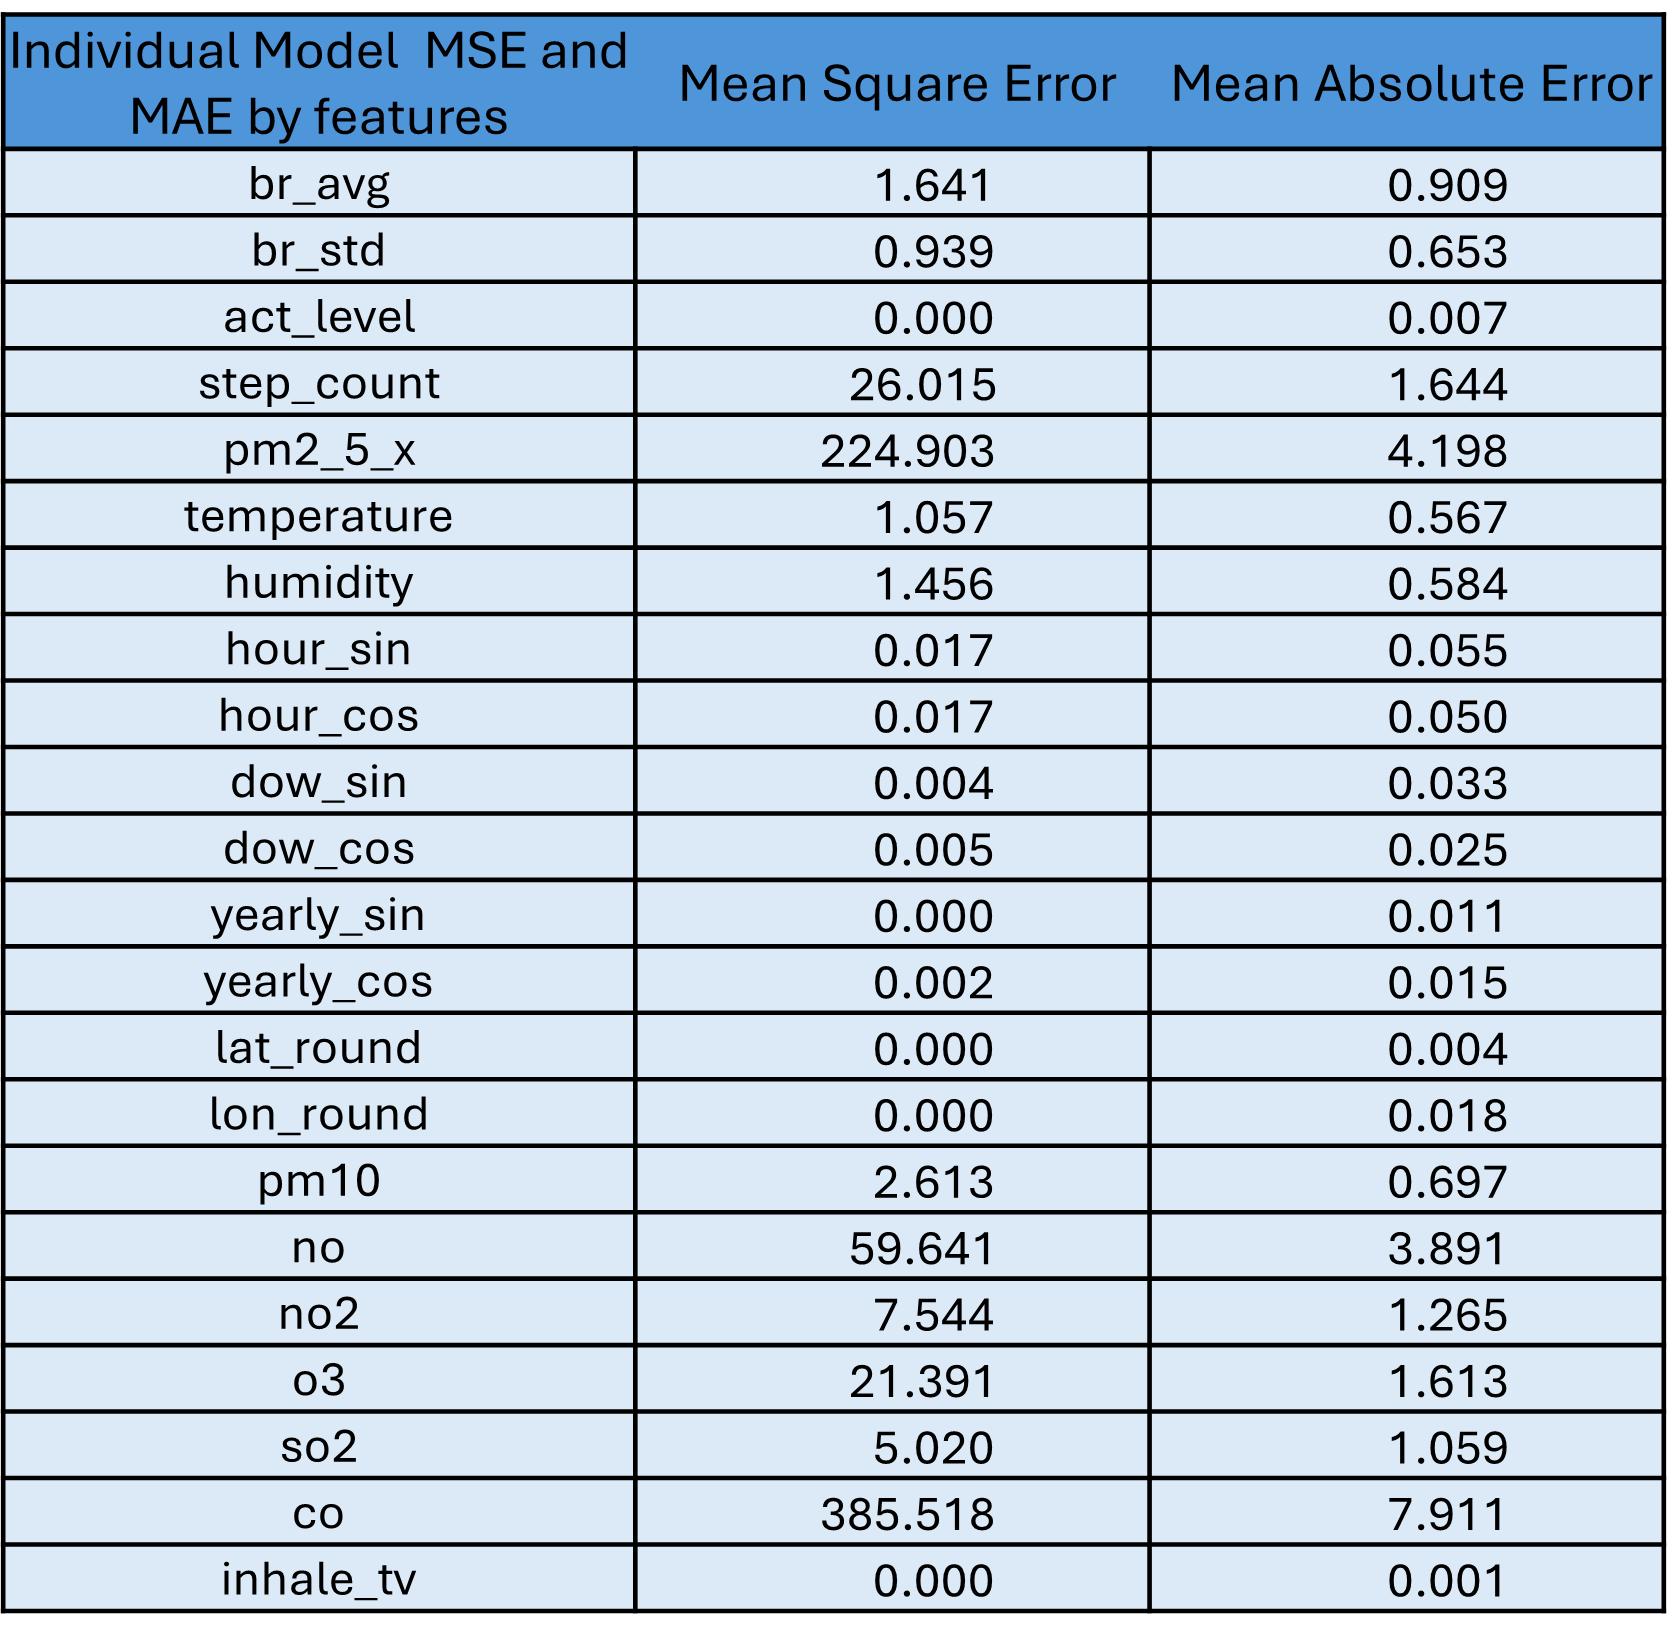 Individual Model  MSE and
MAE by features
Mean Square Error
Mean Absolute Error
br_avg 1.641 0.909
br_std 0.939 0.653
act_level 0.000 0.007
step_count 26.015 1.644
pm2_5_x 224.903 4.198
temperature 1.057 0.567
humidity 1.456 0.584
hour_sin 0.017 0.055
hour_cos 0.017 0.050
dow_sin 0.004 0.033
dow_cos 0.005 0.025
yearly_sin 0.000 0.011
yearly_cos 0.002 0.015
lat_round 0.000 0.004
lon_round 0.000 0.018
pm10 2.613 0.697
no 59.641 3.891
no2 7.544 1.265
o3 21.391 1.613
so2 5.020 1.059
co 385.518 7.911
inhale_tv 0.000 0.001